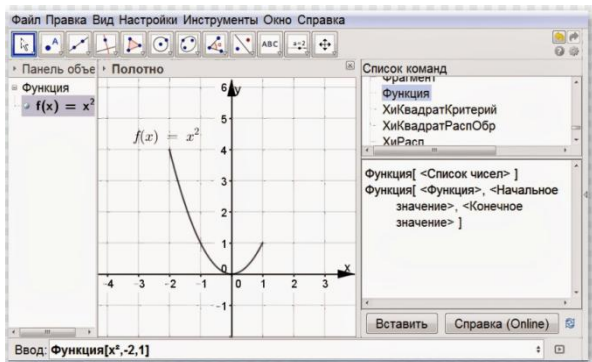 Файл Правка Вид Настройки Инструменты Окно Справка
ABC
a=2
Панель объе
Полотно
Список команд
Функция
f(x) = x²
f(x) = x²
y
6
5
4
3
2
1
0
-1
-4 -3 -2 -1 0 1 2 3
x
Фрагмент
Функция
ХиКвадратКритерий
ХиКвадратРаспОбр
ХиРасп
Функция[ <Список чисел> ]
Функция[ <Функция>, <Начальное
значение>, <Конечное
значение> ]
Вставить
Справка (Online)
Ввод: Функция[x²,-2,1]